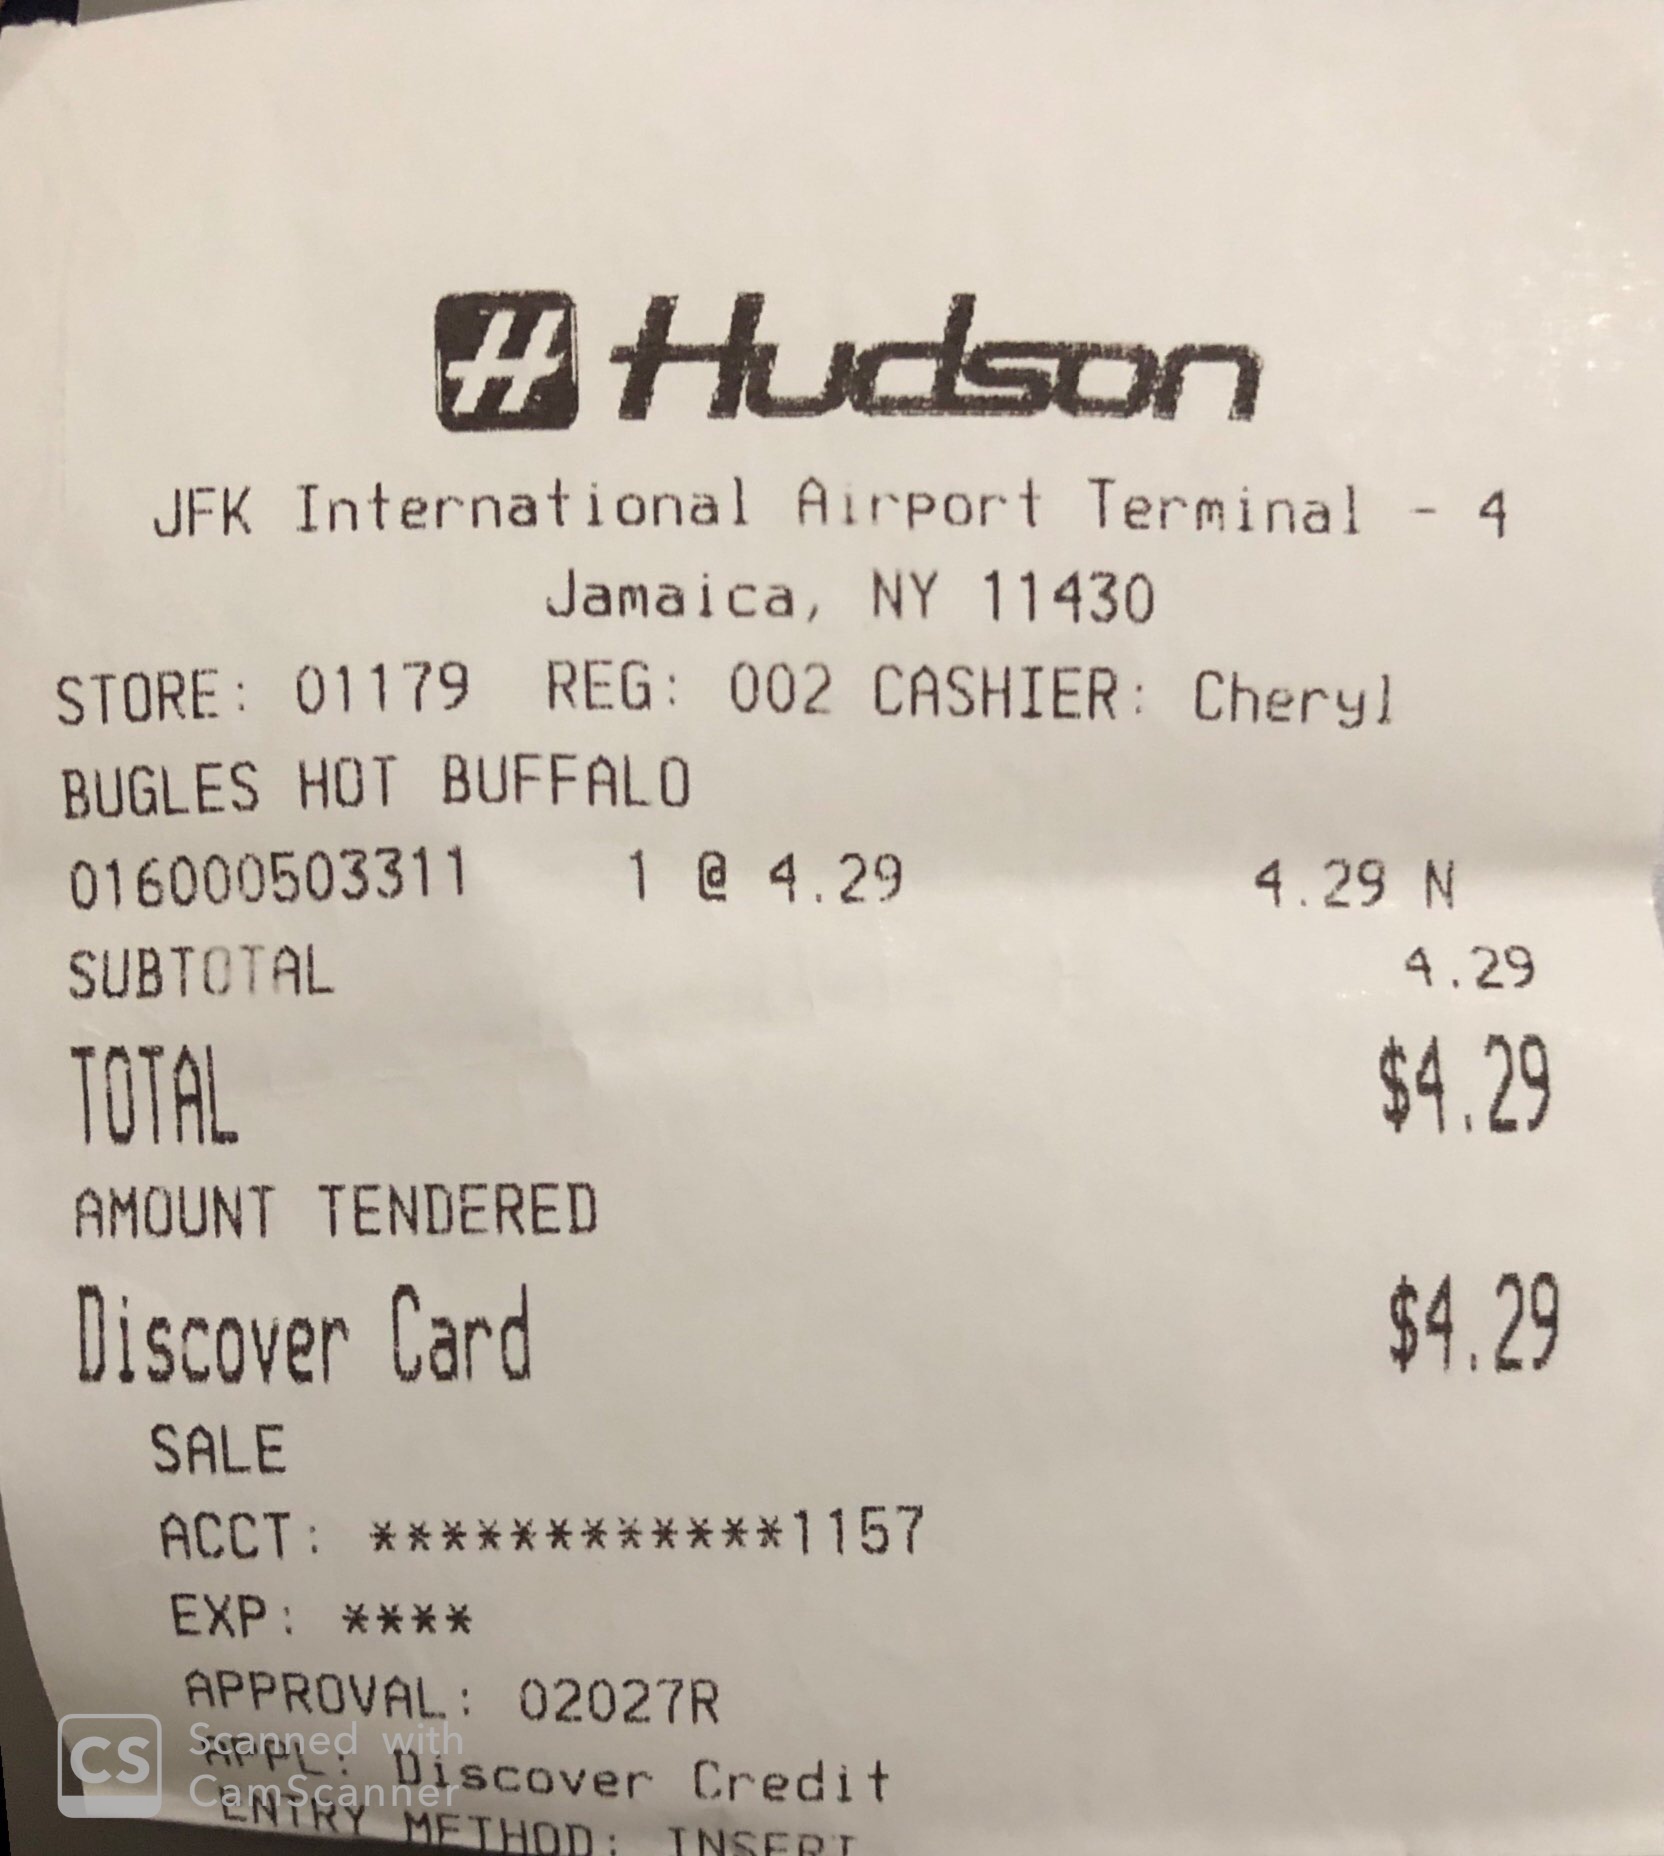 Hudson
JFK International Airport Terminal - 4
Jamaica, NY 11430
STORE: 01179 REG: 002 CASHIER: Cheryl
BUGLES HOT BUFFALO
016000503311 1 @ 4.29 4.29 N
SUBTOTAL 4.29
TOTAL $4.29
AMOUNT TENDERED
Discover Card $4.29
SALE
ACCT: ************1157
EXP: ****
APPROVAL: 02027R
APPL: Discover Credit
ENTRY METHOD: INSERT
CS Scanned with
CamScanner